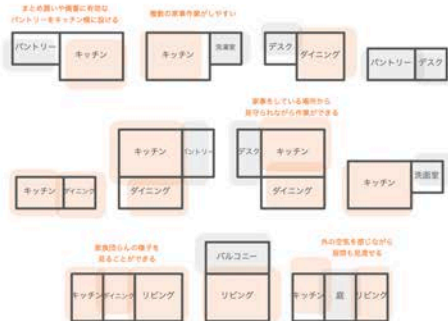 まとめ買いや備蓄に有効な
パントリーをキッチン横に設ける
複数の家事作業がしやすい
パントリー キッチン
キッチン 洗濯室
デスク ダイニング
パントリー デスク
家事をしている場所から
見守られながら作業ができる
キッチン ダイニング
キッチン パントリー
ダイニング
デスク キッチン
ダイニング
キッチン 洗面室
家族団らんの様子を
見ることができる
外の空気を感じながら
キッチン ダイニング リビング
バルコニー
リビング
キッチン 庭 リビング